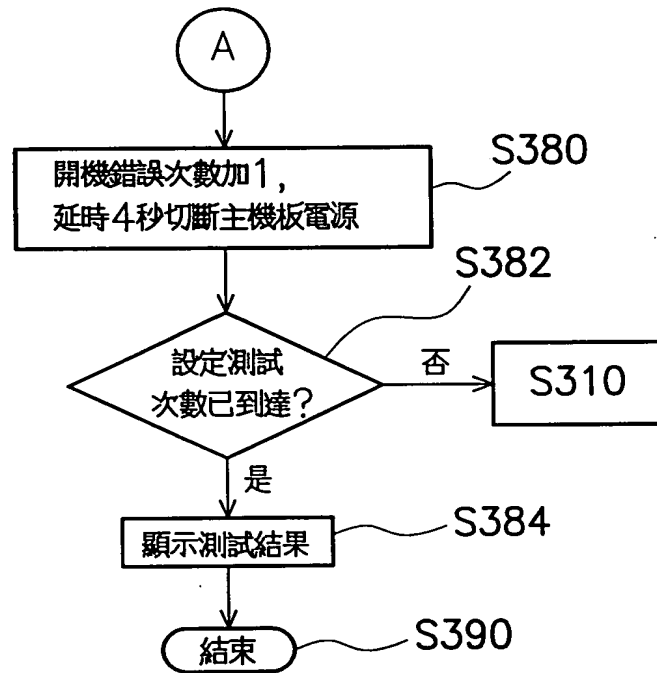 A
開機錯誤次數加1,
延時4秒切斷主機板電源
S380
S382
設定測試
次數已到達?
否
S310
是
顯示測試結果
S384
結束
S390